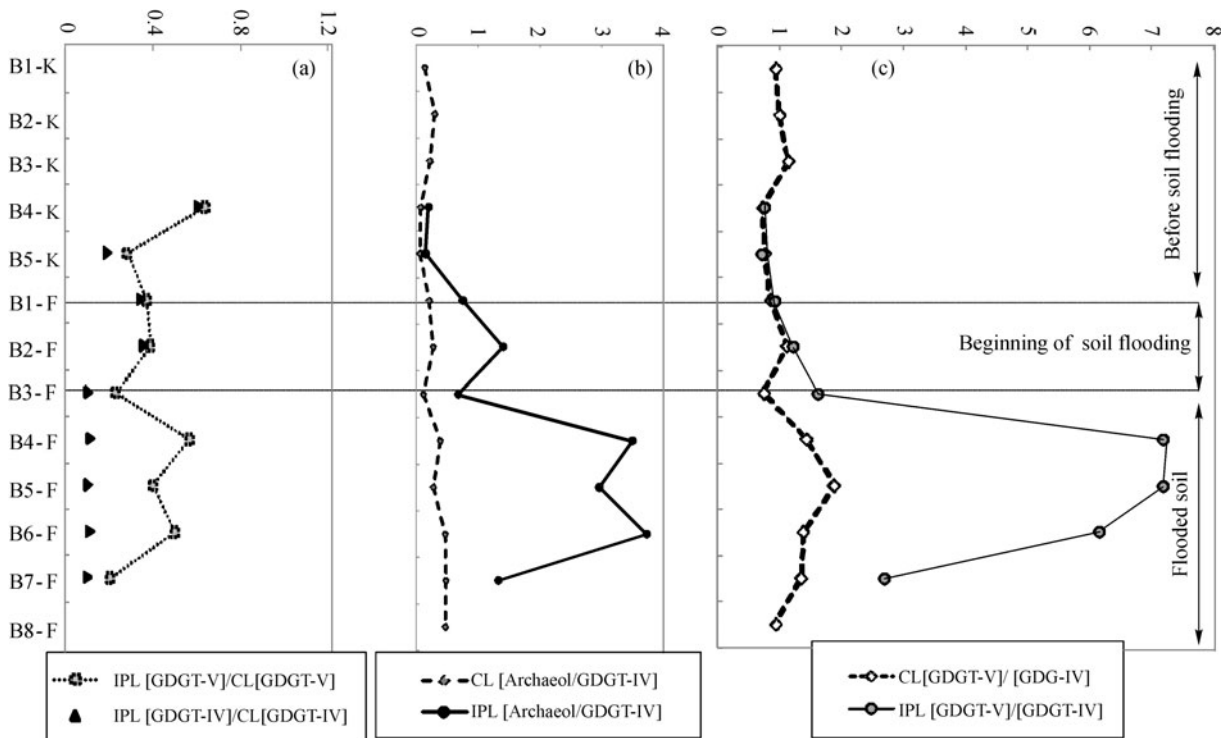 0 0.4 0.8 1.2
0 1 2 3 4
0 1 2 3 4 5 6 7 8
(a)
(b)
(c)
B1-K
B2-K
B3-K
B4-K
B5-K
B1-F
B2-F
B3-F
B4-F
B5-F
B6-F
B7-F
B8-F
Before soil flooding
Beginning of soil flooding
Flooded soil
IPL [GDGT-V]/CL[GDGT-V]
IPL [GDGT-IV]/CL[GDGT-IV]
CL [Archaeol/GDGT-IV]
IPL [Archaeol/GDGT-IV]
CL[GDGT-V]/ [GDG-IV]
IPL [GDGT-V]/[GDGT-IV]